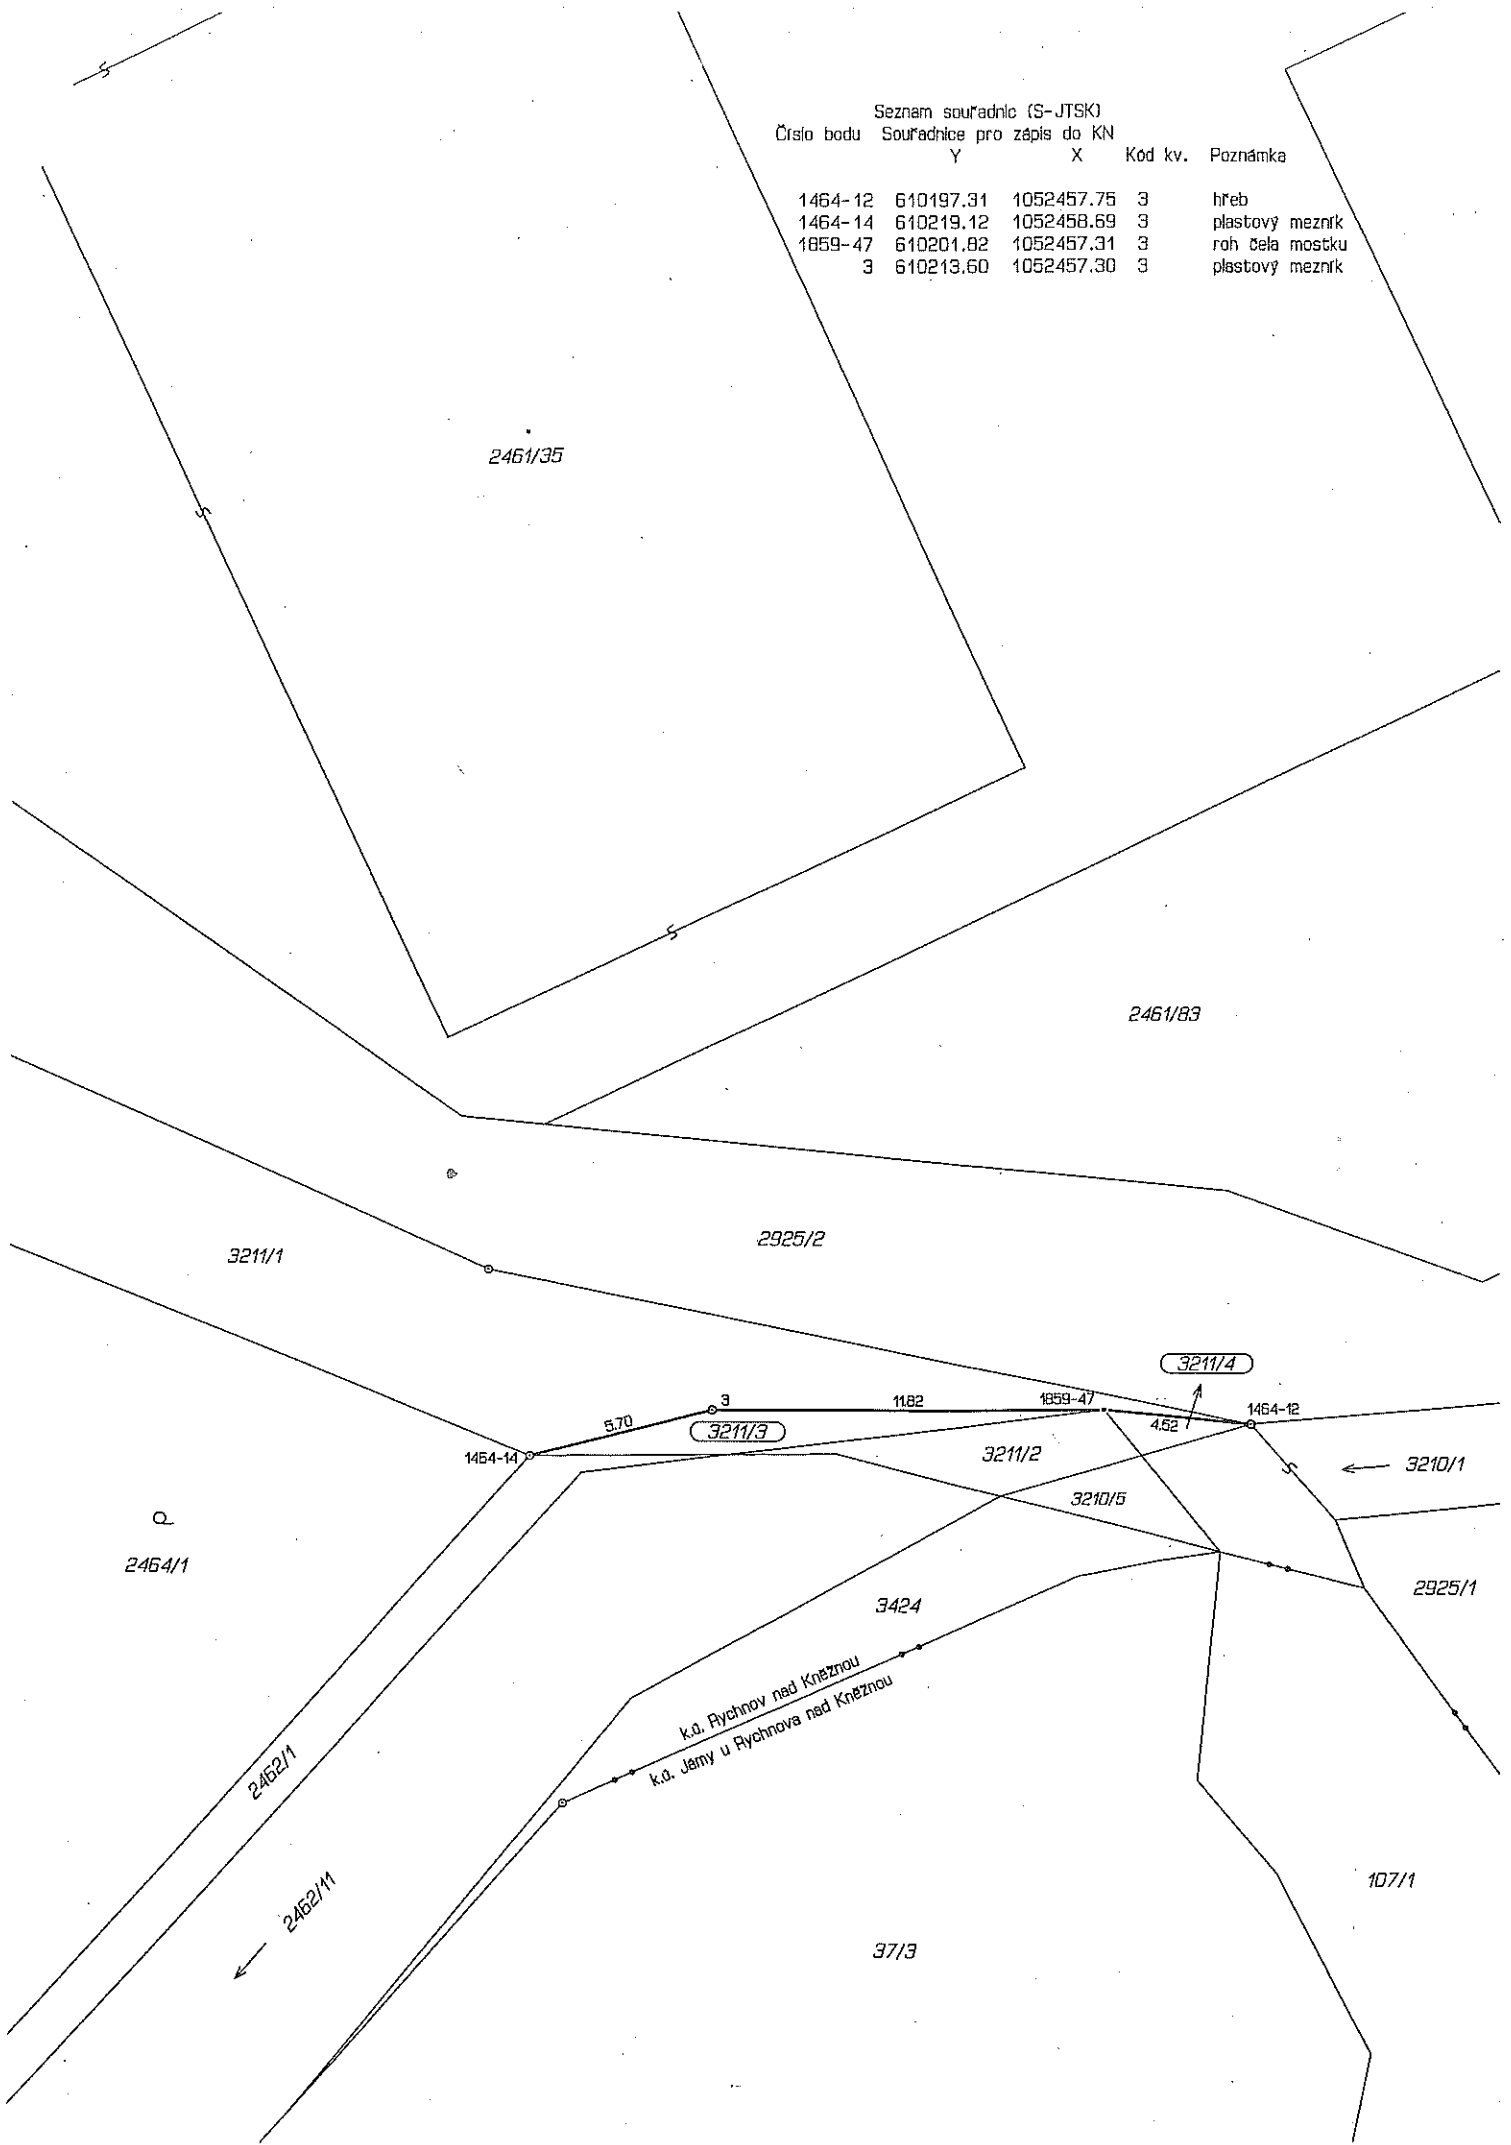 Seznam souřadnic (S-JTSK)
Číslo bodu Souřadnice pro zápis do KN
Y X Kód kv. Poznámka
1464-12 610197.31 1052457.75 3 hřeb
1464-14 610219.12 1052458.69 3 plastový mezník
1859-47 610201.82 1052457.31 3 roh čela mostku
3 610213.60 1052457.30 3 plastový mezník
2461/35
2461/83
2925/2
3211/1
3211/4
3
11.82
1859-47
1464-12
5.70
3211/3
4.52
1464-14
3211/2
3210/1
3210/5
2464/1
2925/1
3424
k.ú. Rychnov nad Kněžnou
k.ú. Jámy u Rychnova nad Kněžnou
2462/1
2462/11
107/1
37/3